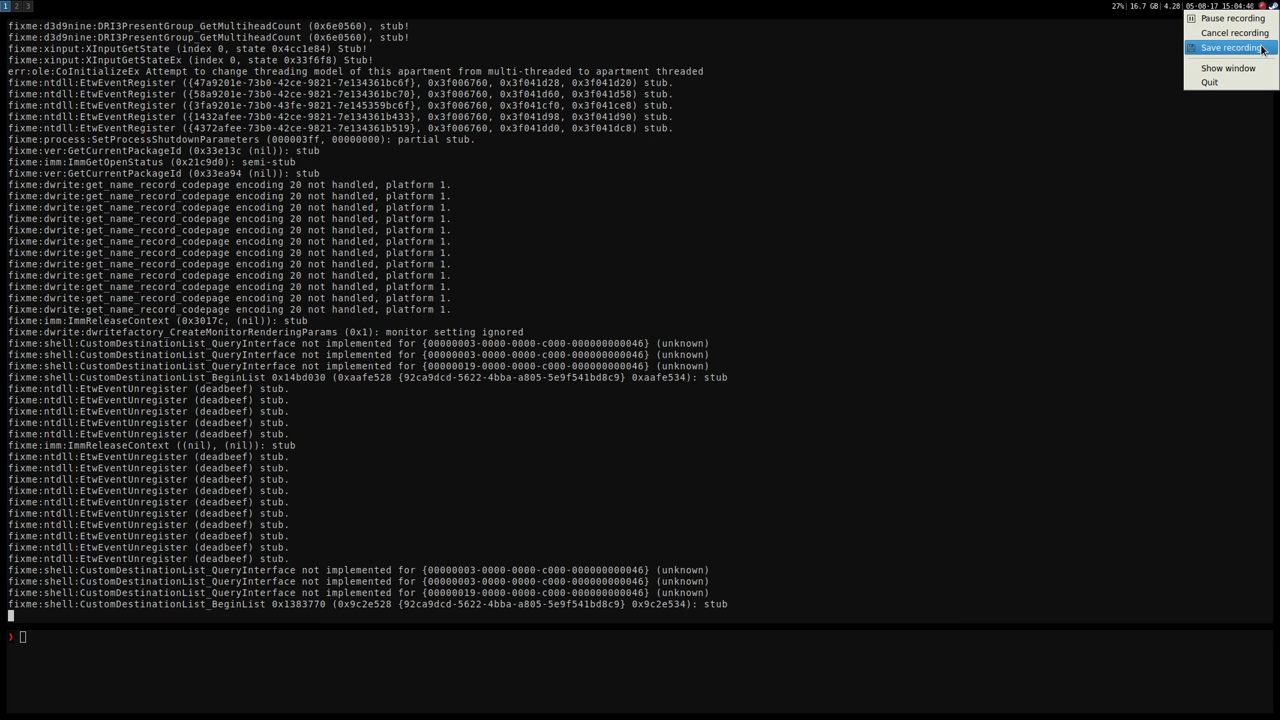 1 2 3
27% 16.7 GB 4.28 05-08-17 15:04:40
Pause recording
Cancel recording
Save recording
Show window
Quit
fixme:d3d9nine:DRI3PresentGroup_GetMultiheadCount (0x6e0560), stub!
fixme:d3d9nine:DRI3PresentGroup_GetMultiheadCount (0x6e0560), stub!
fixme:xinput:XInputGetState (index 0, state 0x4cc1e84) Stub!
fixme:xinput:XInputGetStateEx (index 0, state 0x33f6f8) Stub!
err:ole:CoInitializeEx Attempt to change threading model of this apartment from multi-threaded to apartment threaded
fixme:ntdll:EtwEventRegister ({47a9201e-73b0-42ce-9821-7e134361bc6f}, 0x3f006760, 0x3f041d28, 0x3f041d20) stub.
fixme:ntdll:EtwEventRegister ({58a9201e-73b0-42ce-9821-7e134361bc70}, 0x3f006760, 0x3f041d60, 0x3f041d58) stub.
fixme:ntdll:EtwEventRegister ({3fa9201e-73b0-43fe-9821-7e145359bc6f}, 0x3f006760, 0x3f041cf0, 0x3f041ce8) stub.
fixme:ntdll:EtwEventRegister ({1432afee-73b0-42ce-9821-7e134361b433}, 0x3f006760, 0x3f041d98, 0x3f041d90) stub.
fixme:ntdll:EtwEventRegister ({4372afee-73b0-42ce-9821-7e134361b519}, 0x3f006760, 0x3f041dd0, 0x3f041dc8) stub.
fixme:process:SetProcessShutdownParameters (000003ff, 00000000): partial stub.
fixme:ver:GetCurrentPackageId (0x33e13c (nil)): stub
fixme:imm:ImmGetOpenStatus (0x21c9d0): semi-stub
fixme:ver:GetCurrentPackageId (0x33ea94 (nil)): stub
fixme:dwrite:get_name_record_codepage encoding 20 not handled, platform 1.
fixme:dwrite:get_name_record_codepage encoding 20 not handled, platform 1.
fixme:dwrite:get_name_record_codepage encoding 20 not handled, platform 1.
fixme:dwrite:get_name_record_codepage encoding 20 not handled, platform 1.
fixme:dwrite:get_name_record_codepage encoding 20 not handled, platform 1.
fixme:dwrite:get_name_record_codepage encoding 20 not handled, platform 1.
fixme:dwrite:get_name_record_codepage encoding 20 not handled, platform 1.
fixme:dwrite:get_name_record_codepage encoding 20 not handled, platform 1.
fixme:dwrite:get_name_record_codepage encoding 20 not handled, platform 1.
fixme:dwrite:get_name_record_codepage encoding 20 not handled, platform 1.
fixme:dwrite:get_name_record_codepage encoding 20 not handled, platform 1.
fixme:dwrite:get_name_record_codepage encoding 20 not handled, platform 1.
fixme:imm:ImmReleaseContext (0x3017c, (nil)): stub
fixme:dwrite:dwritefactory_CreateMonitorRenderingParams (0x1): monitor setting ignored
fixme:shell:CustomDestinationList_QueryInterface not implemented for {00000003-0000-0000-c000-000000000046} (unknown)
fixme:shell:CustomDestinationList_QueryInterface not implemented for {00000003-0000-0000-c000-000000000046} (unknown)
fixme:shell:CustomDestinationList_QueryInterface not implemented for {00000019-0000-0000-c000-000000000046} (unknown)
fixme:shell:CustomDestinationList_BeginList 0x14bd030 (0xaafe528 {92ca9dcd-5622-4bba-a805-5e9f541bd8c9} 0xaafe534): stub
fixme:ntdll:EtwEventUnregister (deadbeef) stub.
fixme:ntdll:EtwEventUnregister (deadbeef) stub.
fixme:ntdll:EtwEventUnregister (deadbeef) stub.
fixme:ntdll:EtwEventUnregister (deadbeef) stub.
fixme:ntdll:EtwEventUnregister (deadbeef) stub.
fixme:imm:ImmReleaseContext ((nil), (nil)): stub
fixme:ntdll:EtwEventUnregister (deadbeef) stub.
fixme:ntdll:EtwEventUnregister (deadbeef) stub.
fixme:ntdll:EtwEventUnregister (deadbeef) stub.
fixme:ntdll:EtwEventUnregister (deadbeef) stub.
fixme:ntdll:EtwEventUnregister (deadbeef) stub.
fixme:ntdll:EtwEventUnregister (deadbeef) stub.
fixme:ntdll:EtwEventUnregister (deadbeef) stub.
fixme:ntdll:EtwEventUnregister (deadbeef) stub.
fixme:ntdll:EtwEventUnregister (deadbeef) stub.
fixme:ntdll:EtwEventUnregister (deadbeef) stub.
fixme:shell:CustomDestinationList_QueryInterface not implemented for {00000003-0000-0000-c000-000000000046} (unknown)
fixme:shell:CustomDestinationList_QueryInterface not implemented for {00000003-0000-0000-c000-000000000046} (unknown)
fixme:shell:CustomDestinationList_QueryInterface not implemented for {00000019-0000-0000-c000-000000000046} (unknown)
fixme:shell:CustomDestinationList_BeginList 0x1383770 (0x9c2e528 {92ca9dcd-5622-4bba-a805-5e9f541bd8c9} 0x9c2e534): stub
❯